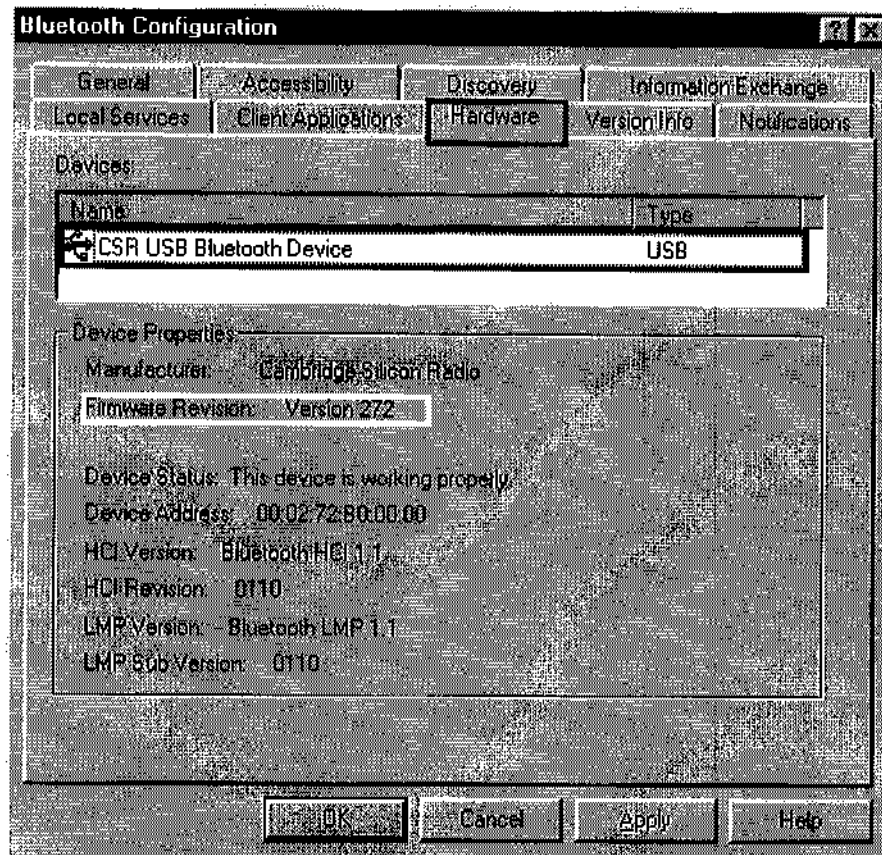 Bluetooth Configuration
General Accessibility Discovery Information Exchange
Local Services Client Applications Hardware Version Info Notifications
Devices:
Name Type
CSR USB Bluetooth Device USB
Device Properties
Manufacturer: Cambridge Silicon Radio
Firmware Revision: Version 272
Device Status: This device is working properly.
Device Address: 00:02:72:B0:00:00
HCI Version: Bluetooth HCI 1.1
HCI Revision: 0110
LMP Version: Bluetooth LMP 1.1
LMP Sub Version: 0110
OK Cancel Apply Help